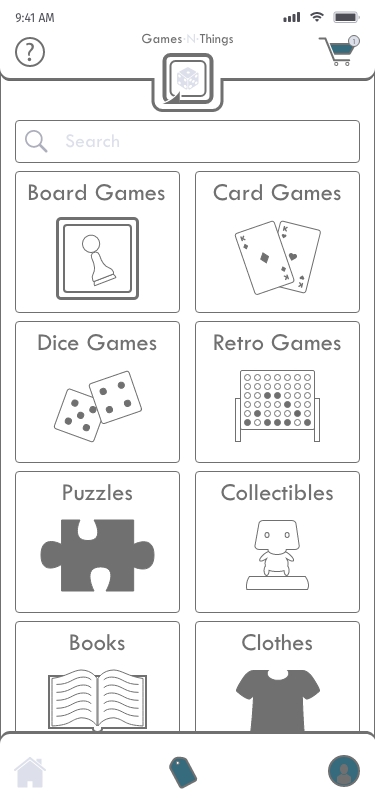 9:41 AM
Games·N·Things
?
1
Search
Board Games
Card Games
K
K
K
K
Dice Games
Retro Games
Puzzles
Collectibles
Books
Clothes